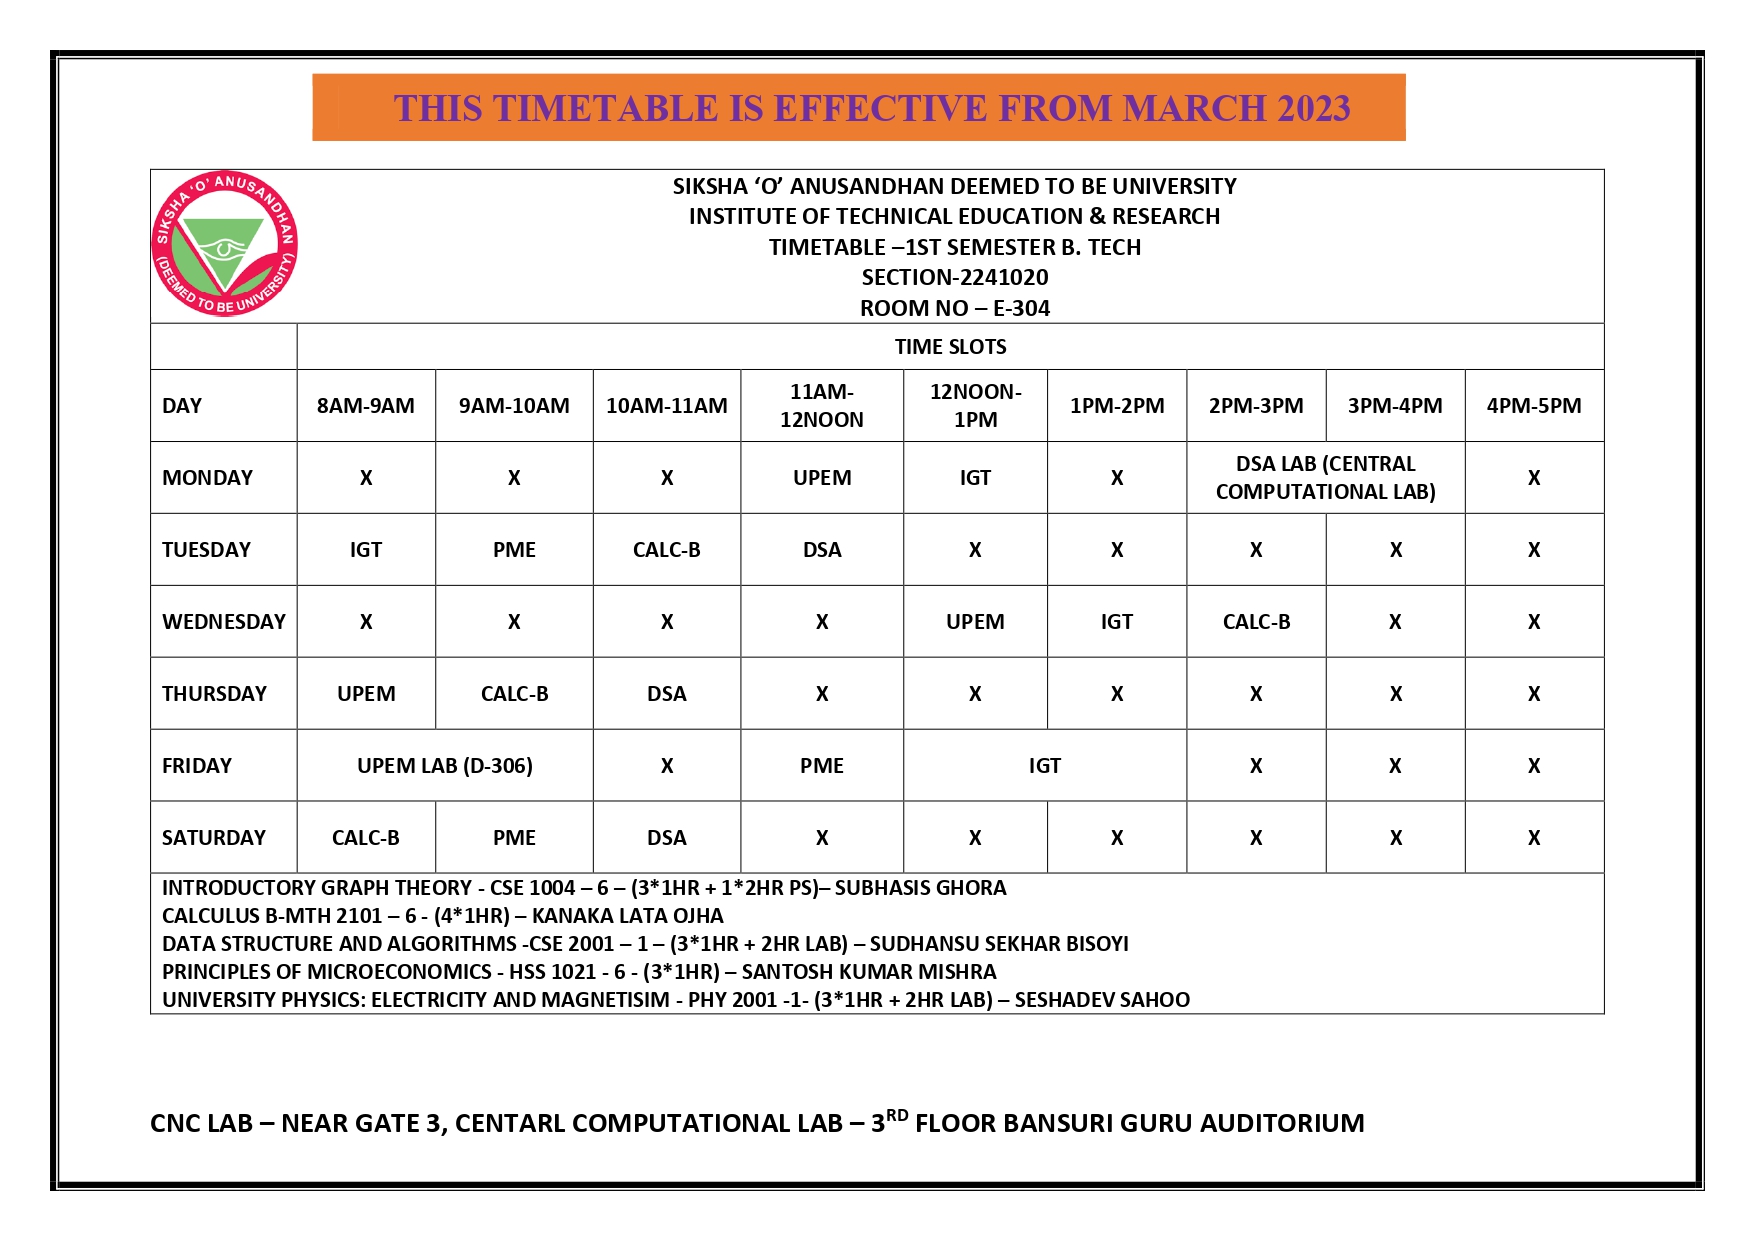 THIS TIMETABLE IS EFFECTIVE FROM MARCH 2023
SIKSHA 'O' ANUSANDHAN
(DEEMED TO BE UNIVERSITY)
SIKSHA ‘O’ ANUSANDHAN DEEMED TO BE UNIVERSITY
INSTITUTE OF TECHNICAL EDUCATION & RESEARCH
TIMETABLE –1ST SEMESTER B. TECH
SECTION-2241020
ROOM NO – E-304
TIME SLOTS
DAY 8AM-9AM 9AM-10AM 10AM-11AM 11AM-12NOON 12NOON-1PM 1PM-2PM 2PM-3PM 3PM-4PM 4PM-5PM
MONDAY X X X UPEM IGT X DSA LAB (CENTRAL COMPUTATIONAL LAB) X
TUESDAY IGT PME CALC-B DSA X X X X X
WEDNESDAY X X X X UPEM IGT CALC-B X X
THURSDAY UPEM CALC-B DSA X X X X X X
FRIDAY UPEM LAB (D-306) X PME IGT X X X
SATURDAY CALC-B PME DSA X X X X X X
INTRODUCTORY GRAPH THEORY - CSE 1004 – 6 – (3*1HR + 1*2HR PS)– SUBHASIS GHORA
CALCULUS B-MTH 2101 – 6 - (4*1HR) – KANAKA LATA OJHA
DATA STRUCTURE AND ALGORITHMS -CSE 2001 – 1 – (3*1HR + 2HR LAB) – SUDHANSU SEKHAR BISOYI
PRINCIPLES OF MICROECONOMICS - HSS 1021 - 6 - (3*1HR) – SANTOSH KUMAR MISHRA
UNIVERSITY PHYSICS: ELECTRICITY AND MAGNETISIM - PHY 2001 -1- (3*1HR + 2HR LAB) – SESHADEV SAHOO
CNC LAB – NEAR GATE 3, CENTARL COMPUTATIONAL LAB – 3RD FLOOR BANSURI GURU AUDITORIUM